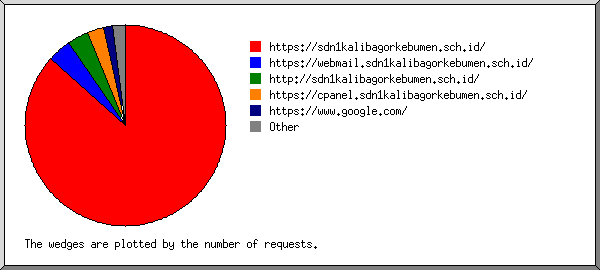 https://sdn1kalibagorkebumen.sch.id/
https://webmail.sdn1kalibagorkebumen.sch.id/
http://sdn1kalibagorkebumen.sch.id/
https://cpanel.sdn1kalibagorkebumen.sch.id/
https://www.google.com/
Other
The wedges are plotted by the number of requests.